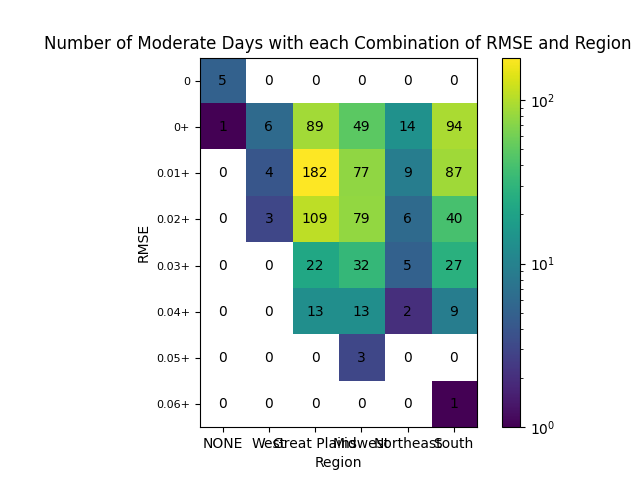 Number of Moderate Days with each Combination of RMSE and Region
0 5 0 0 0 0 0
0+ 1 6 89 49 14 94
0.01+ 0 4 182 77 9 87
0.02+ 0 3 109 79 6 40
0.03+ 0 0 22 32 5 27
0.04+ 0 0 13 13 2 9
0.05+ 0 0 0 3 0 0
0.06+ 0 0 0 0 0 1
NONE West Great Plains Midwest Northeast South
Region
RMSE
10²
10¹
10⁰